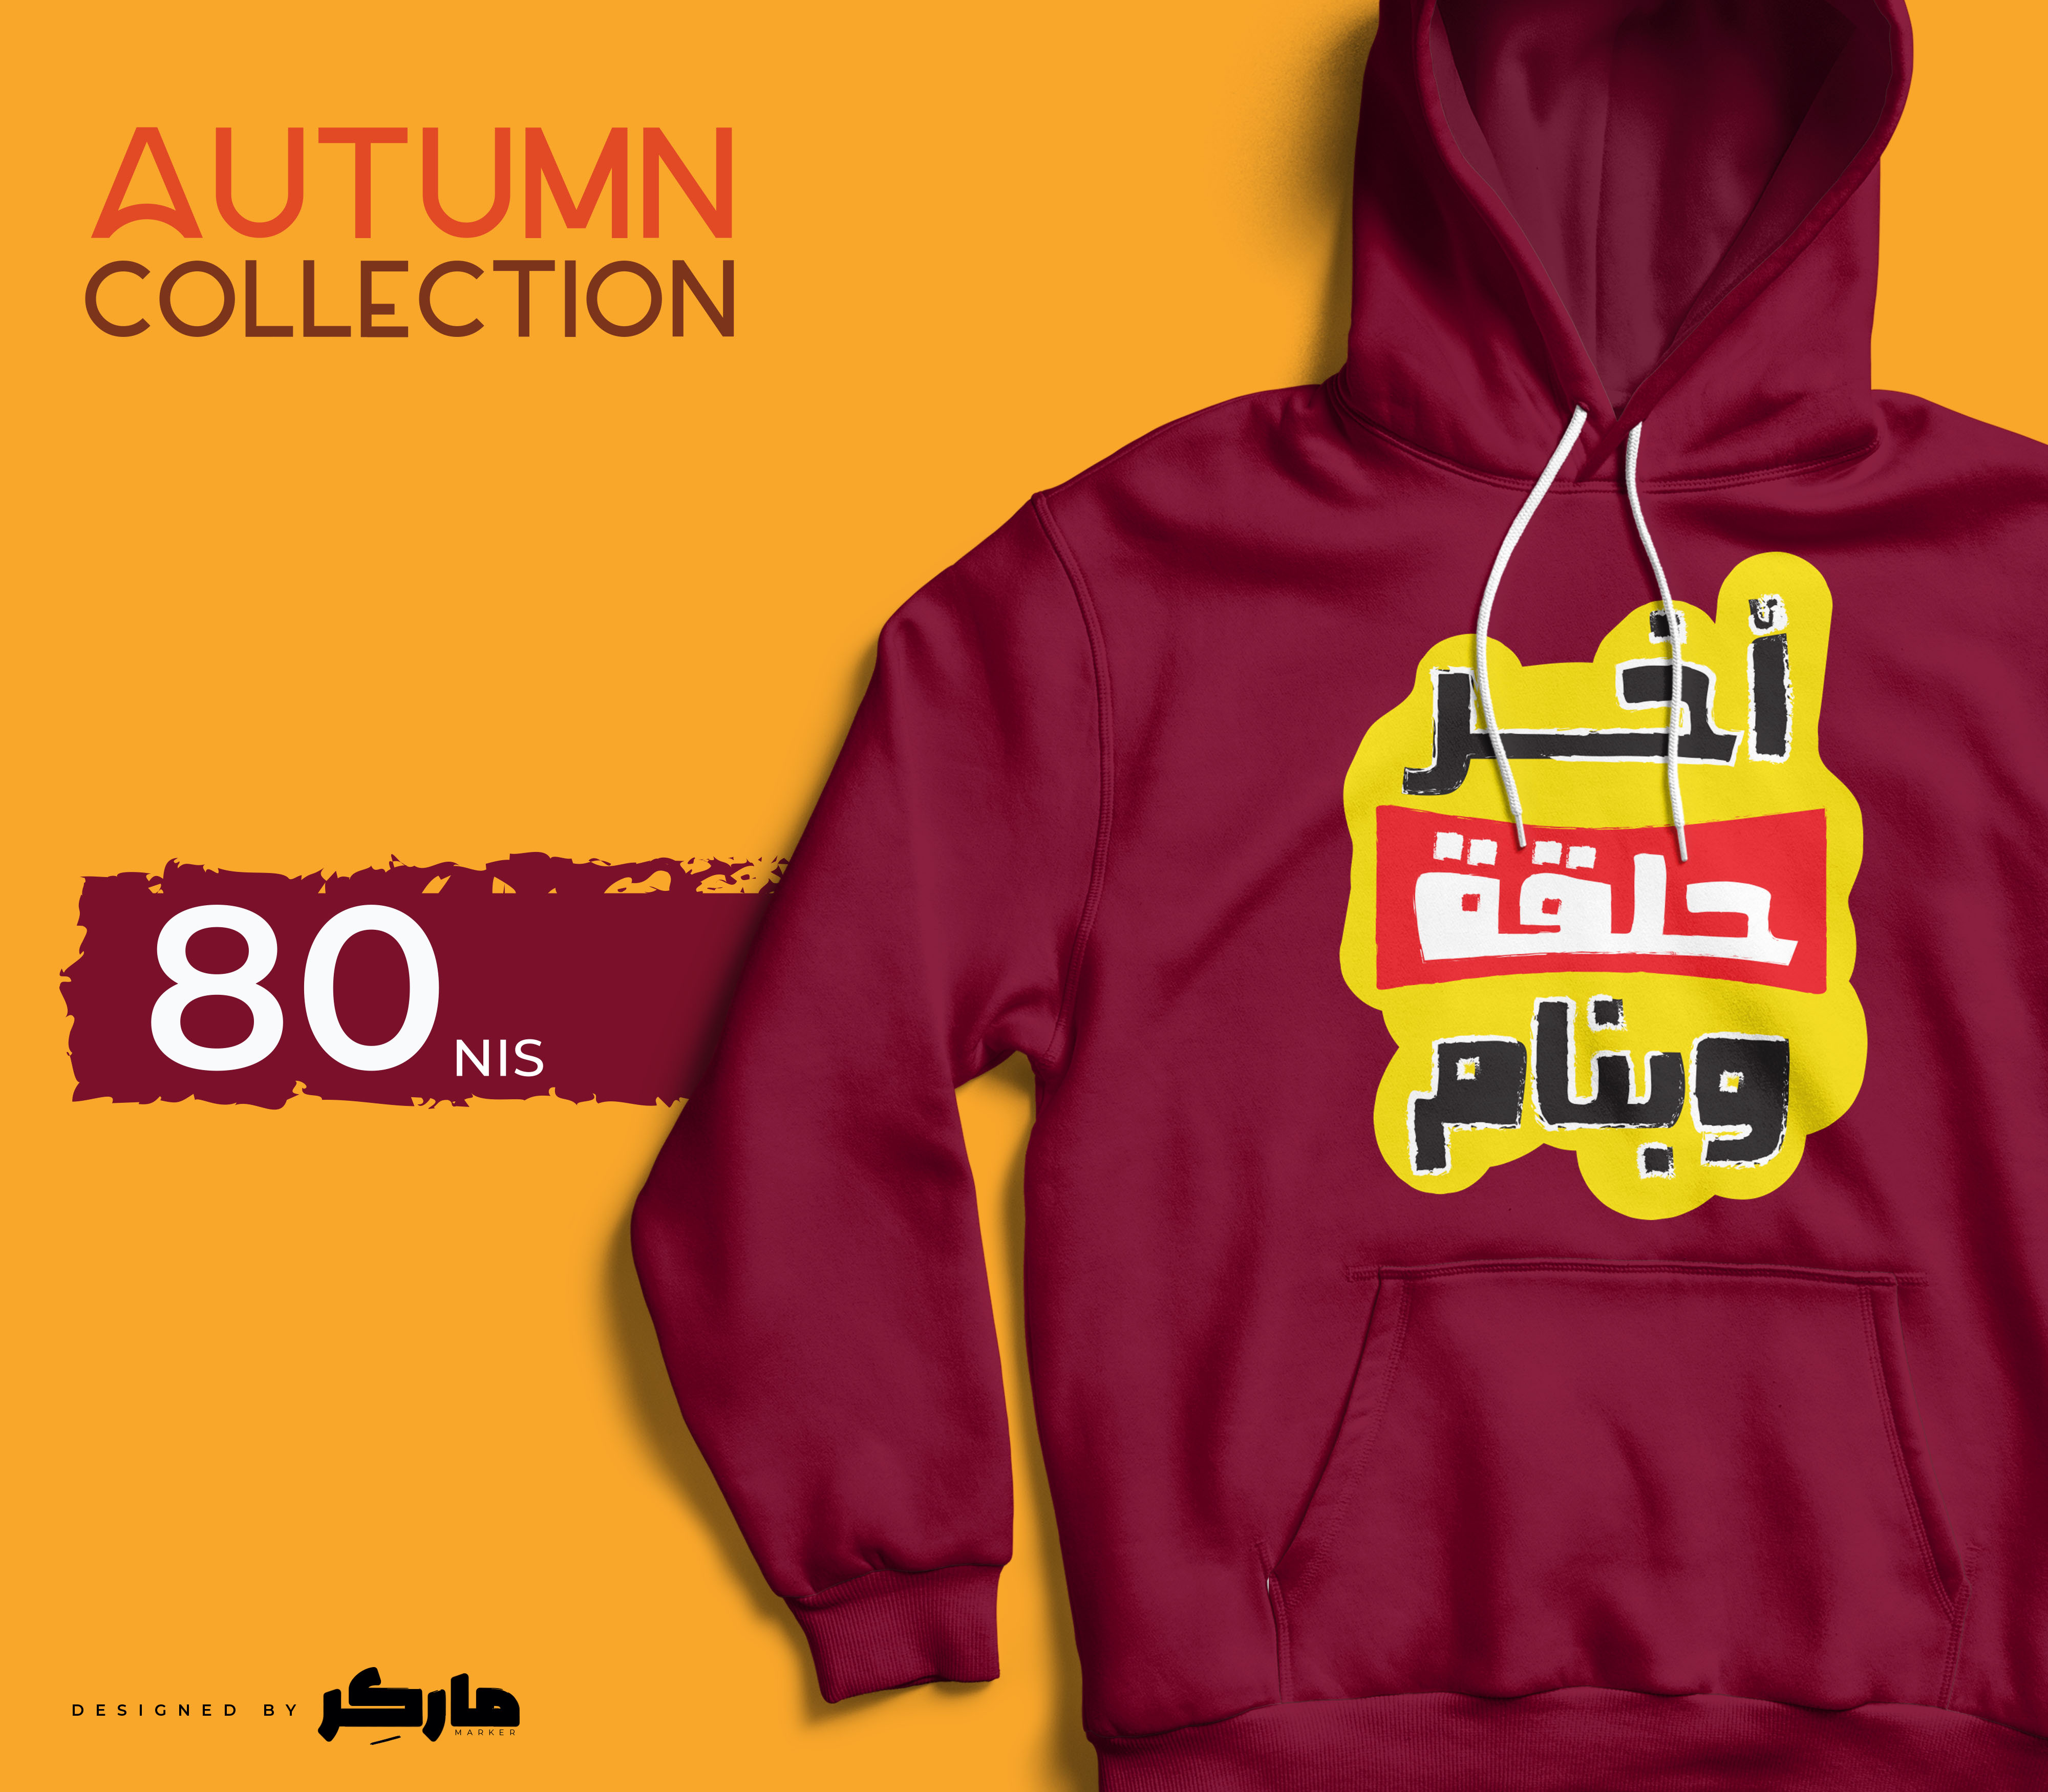 AUTUMN
COLLECTION
أخر
حلقة
وبنام
80 NIS
DESIGNED BY ماركر
MARKER